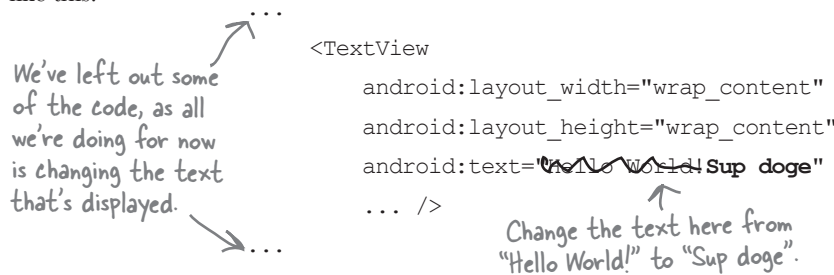 ...
<TextView
We've left out some
of the code, as all
we're doing for now
is changing the text
that's displayed.
android:layout_width="wrap_content"
android:layout_height="wrap_content"
android:text="Hello World!Sup doge"
... />
...
Change the text here from
"Hello World!" to "Sup doge".